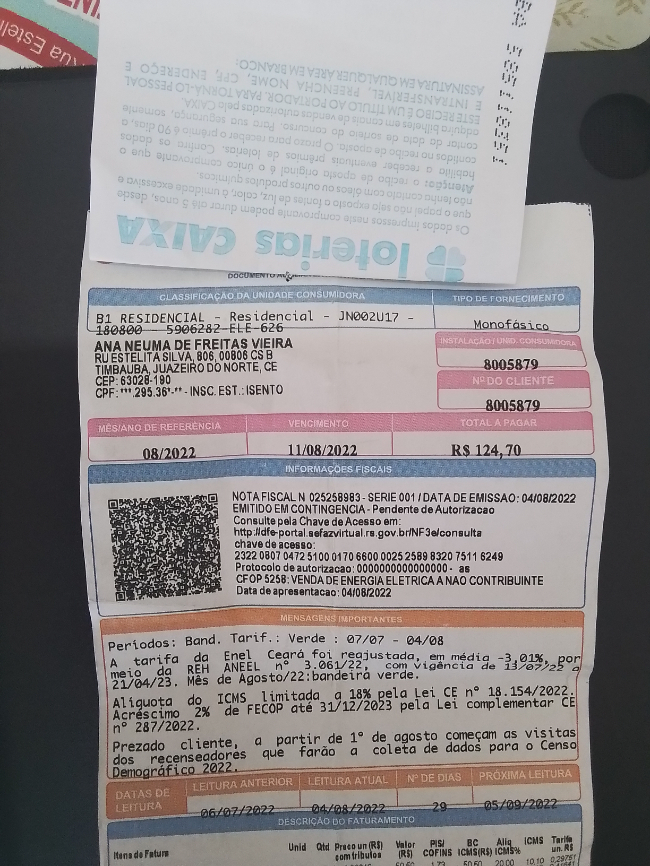 Rua Estelit
EA 5851 18551
ASSINATURA EM QUALQUER ÁREA EM BRANCO.
E INTRANSFERÍVEL, PREENCHA NOME, CPF, ENDEREÇO E
ESTE RECIBO É UM TÍTULO AO PORTADOR. PARA TORNÁ-LO PESSOAL
adquira bilhetes em canais de vendas autorizados pela CAIXA.
contar da data do sorteio do concurso. Para sua segurança, somente
contidos no recibo de aposta. O prazo para receber o prêmio é 90 dias, a
habilita a receber eventuais prêmios de loterias. Confira os dados
Atenção: o recibo de aposta original é o único comprovante que o
não tenha contato com óleos ou outros produtos químicos.
que o papel não seja exposto a fontes de luz, calor, umidade excessiva e
Os dados impressos neste comprovante podem durar até 5 anos, desde
loterias CAIXA
CLASSIFICAÇÃO DA UNIDADE CONSUMIDORA
TIPO DE FORNECIMENTO
B1 RESIDENCIAL - Residencial - JN002U17 -
180800 - 5906282-ELE-626
Monofásico
ANA NEUMA DE FREITAS VIEIRA
RU ESTELITA SILVA, 806, 00806 CS B
TIMBAUBA, JUAZEIRO DO NORTE, CE
CEP: 63028-190
CPF: ***.295.36*-** - INSC. EST.: ISENTO
INSTALAÇÃO / UNID. CONSUMIDORA
8005879
Nº DO CLIENTE
8005879
MÊS/ANO DE REFERÊNCIA
VENCIMENTO
TOTAL A PAGAR
08/2022
11/08/2022
R$ 124,70
INFORMAÇÕES FISCAIS
NOTA FISCAL N 025258983 - SERIE 001 / DATA DE EMISSAO: 04/08/2022
EMITIDO EM CONTINGENCIA - Pendente de Autorizacao
Consulte pela Chave de Acesso em:
http://dfe-portal.sefazvirtual.rs.gov.br/NF3e/consulta
chave de acesso:
2322 0807 0472 5100 0170 6600 0025 2589 8320 7511 6249
Protocolo de autorizacao: 0000000000000000 - as
CFOP 5258: VENDA DE ENERGIA ELETRICA A NAO CONTRIBUINTE
Data de apresentacao: 04/08/2022
MENSAGENS IMPORTANTES
Períodos: Band. Tarif.: Verde : 07/07 - 04/08
A tarifa da Enel Ceará foi reajustada, em média -3,01%, por
meio da REH ANEEL nº 3.061/22, com vigência de 13/07/22 a
21/04/23. Mês de Agosto/22:bandeira verde.
Alíquota do ICMS limitada a 18% pela Lei CE nº 18.154/2022.
Acréscimo 2% de FECOP até 31/12/2023 pela Lei complementar CE
nº 287/2022.
Prezado cliente, a partir de 1º de agosto começam as visitas
dos recenseadores que farão a coleta de dados para o Censo
Demográfico 2022.
DATAS DE LEITURA
LEITURA ANTERIOR
LEITURA ATUAL
Nº DE DIAS
PRÓXIMA LEITURA
06/07/2022
04/08/2022
29
05/09/2022
DESCRIÇÃO DO FATURAMENTO
Itens de Fatura
Unid
Qtd
Preço un (R$) com tributos
Valor (R$)
PIS/ COFINS
BC ICMS(R$)
Aliq ICMS%
ICMS
Tarifa un. R$